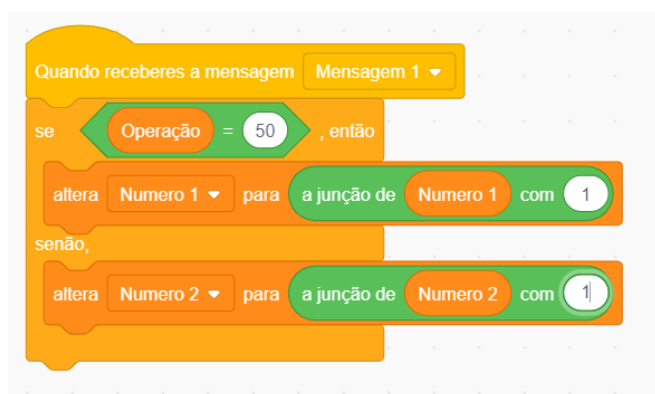 Quando receberes a mensagem Mensagem 1
se Operação = 50 , então
altera Numero 1 para a junção de Numero 1 com 1
senão,
altera Numero 2 para a junção de Numero 2 com 1